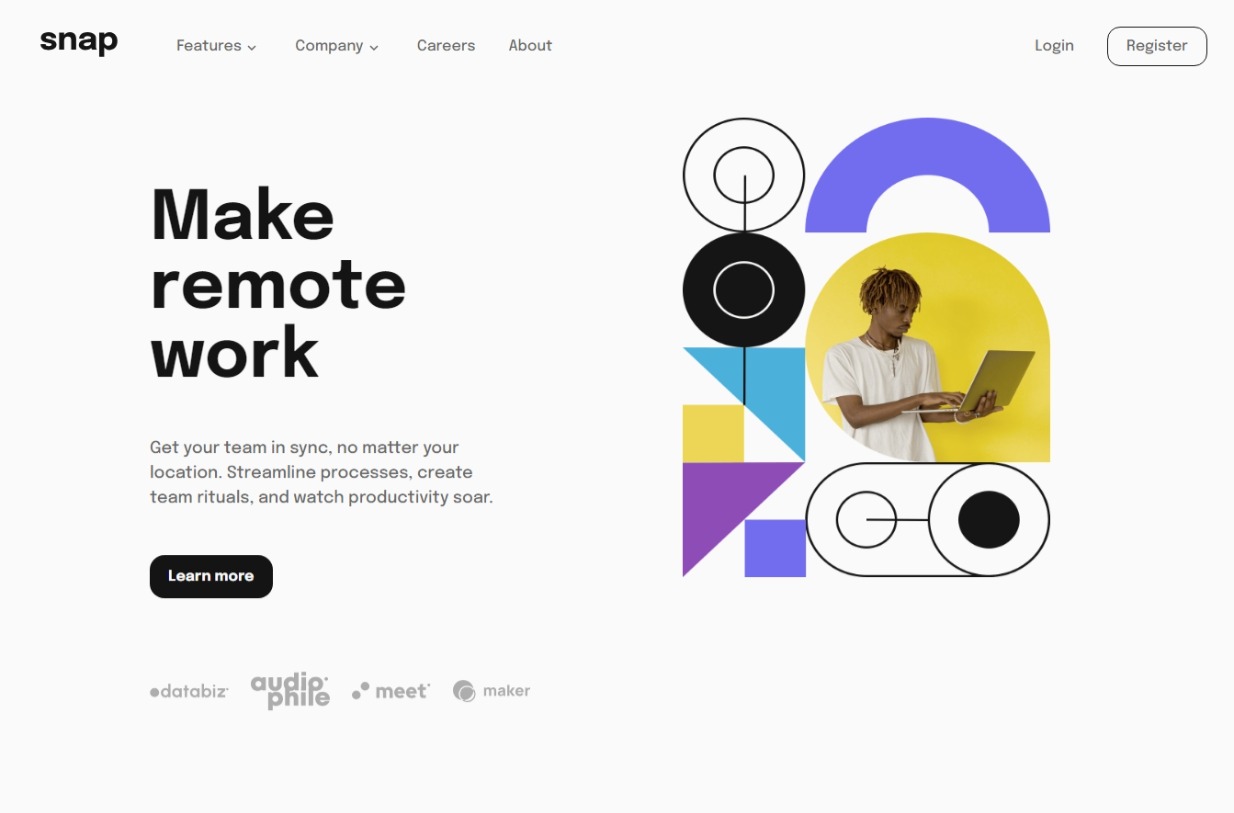 snap Features Company Careers About Login Register
Make
remote
work
Get your team in sync, no matter your
location. Streamline processes, create
team rituals, and watch productivity soar.
Learn more
databiz audiophile meet maker